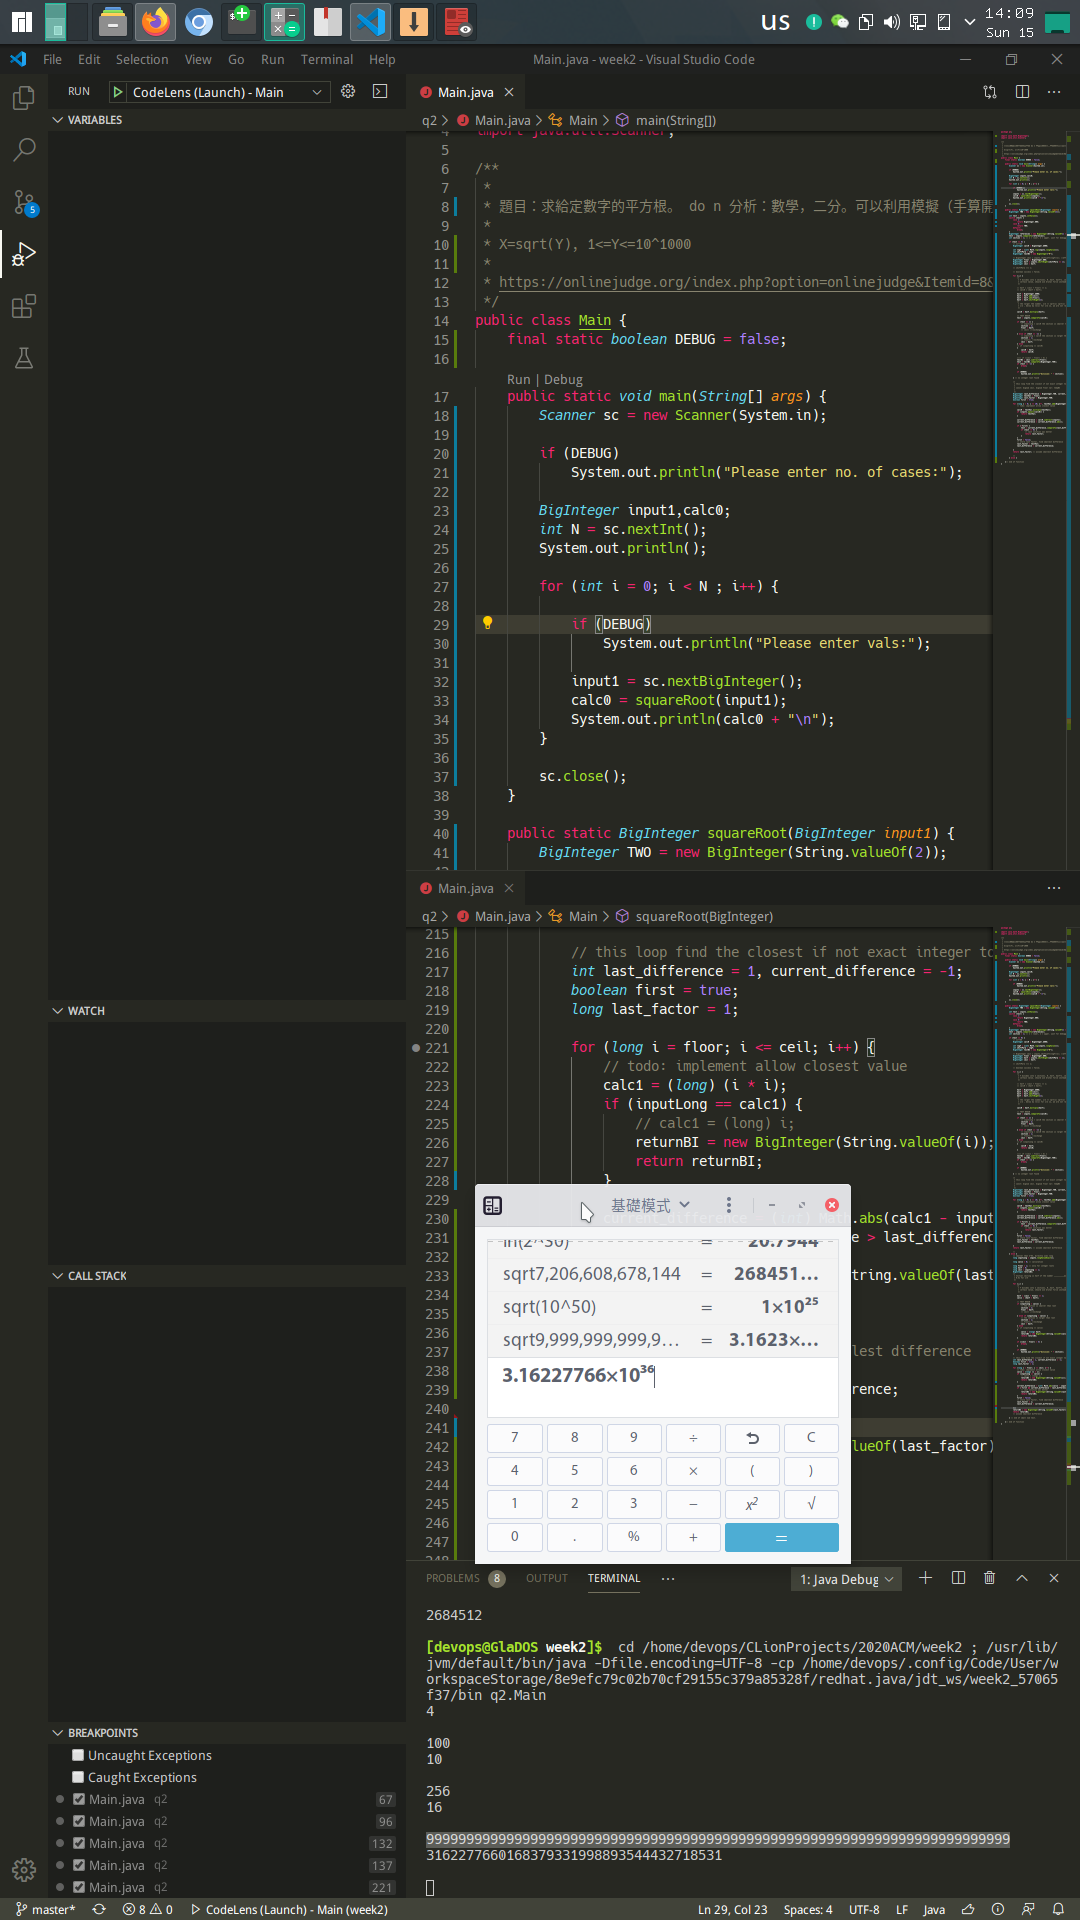 us
14:09
Sun 15
File Edit Selection View Go Run Terminal Help
Main.java - week2 - Visual Studio Code
RUN
CodeLens (Launch) - Main
VARIABLES
WATCH
CALL STACK
BREAKPOINTS
Uncaught Exceptions
Caught Exceptions
Main.java q2 67
Main.java q2 96
Main.java q2 132
Main.java q2 137
Main.java q2 221
5
Main.java
q2 > Main.java > Main > main(String[])
4 import java.util.Scanner;
5
6 /**
7 *
8 * 題目：求給定數字的平方根。 do n 分析：數學，二分。可以利用模擬（手算開
9 *
10 * X=sqrt(Y), 1<=Y<=10^1000
11 *
12 * https://onlinejudge.org/index.php?option=onlinejudge&Itemid=8&
13 */
14 public class Main {
15 final static boolean DEBUG = false;
16
Run | Debug
17 public static void main(String[] args) {
18 Scanner sc = new Scanner(System.in);
19
20 if (DEBUG)
21 System.out.println("Please enter no. of cases:");
22
23 BigInteger input1,calc0;
24 int N = sc.nextInt();
25 System.out.println();
26
27 for (int i = 0; i < N ; i++) {
28
29 if (DEBUG)
30 System.out.println("Please enter vals:");
31
32 input1 = sc.nextBigInteger();
33 calc0 = squareRoot(input1);
34 System.out.println(calc0 + "\n");
35 }
36
37 sc.close();
38 }
39
40 public static BigInteger squareRoot(BigInteger input1) {
41 BigInteger TWO = new BigInteger(String.valueOf(2));
Main.java
q2 > Main.java > Main > squareRoot(BigInteger)
215
216 // this loop find the closest if not exact integer to
217 int last_difference = 1, current_difference = -1;
218 boolean first = true;
219 long last_factor = 1;
220
221 for (long i = floor; i <= ceil; i++) {
222 // todo: implement allow closest value
223 calc1 = (long) (i * i);
224 if (inputLong == calc1) {
225 // calc1 = (long) i;
226 returnBI = new BigInteger(String.valueOf(i));
227 return returnBI;
228 }
229
230 current_difference = (int) Math.abs(calc1 - input
231 e > last_differenc
232
233 tring.valueOf(last
234
235
236
237 lest difference
238
239 rence;
240
241
242 lueOf(last_factor)
243
244
245
246
247
248
基礎模式
ln(2^30) = 20.7944
sqrt7,206,608,678,144 = 268451…
sqrt(10^50) = 1×10²⁵
sqrt9,999,999,999,9… = 3.1623×…
3.16227766×10³⁶
7 8 9 ÷ C
4 5 6 × ( )
1 2 3 − x² √
0 . % + =
PROBLEMS 8 OUTPUT TERMINAL ···
1: Java Debug
2684512
[devops@GlaDOS week2]$ cd /home/devops/CLionProjects/2020ACM/week2 ; /usr/lib/
jvm/default/bin/java -Dfile.encoding=UTF-8 -cp /home/devops/.config/Code/User/w
orkspaceStorage/8e9efc79c02b70cf29155c379a85328f/redhat.java/jdt_ws/week2_57065
f37/bin q2.Main
4
100
10
256
16
9999999999999999999999999999999999999999999999999999999999999999999999999
3162277660168379331998893544432718531
master* 8 0 CodeLens (Launch) - Main (week2)
Ln 29, Col 23 Spaces: 4 UTF-8 LF Java